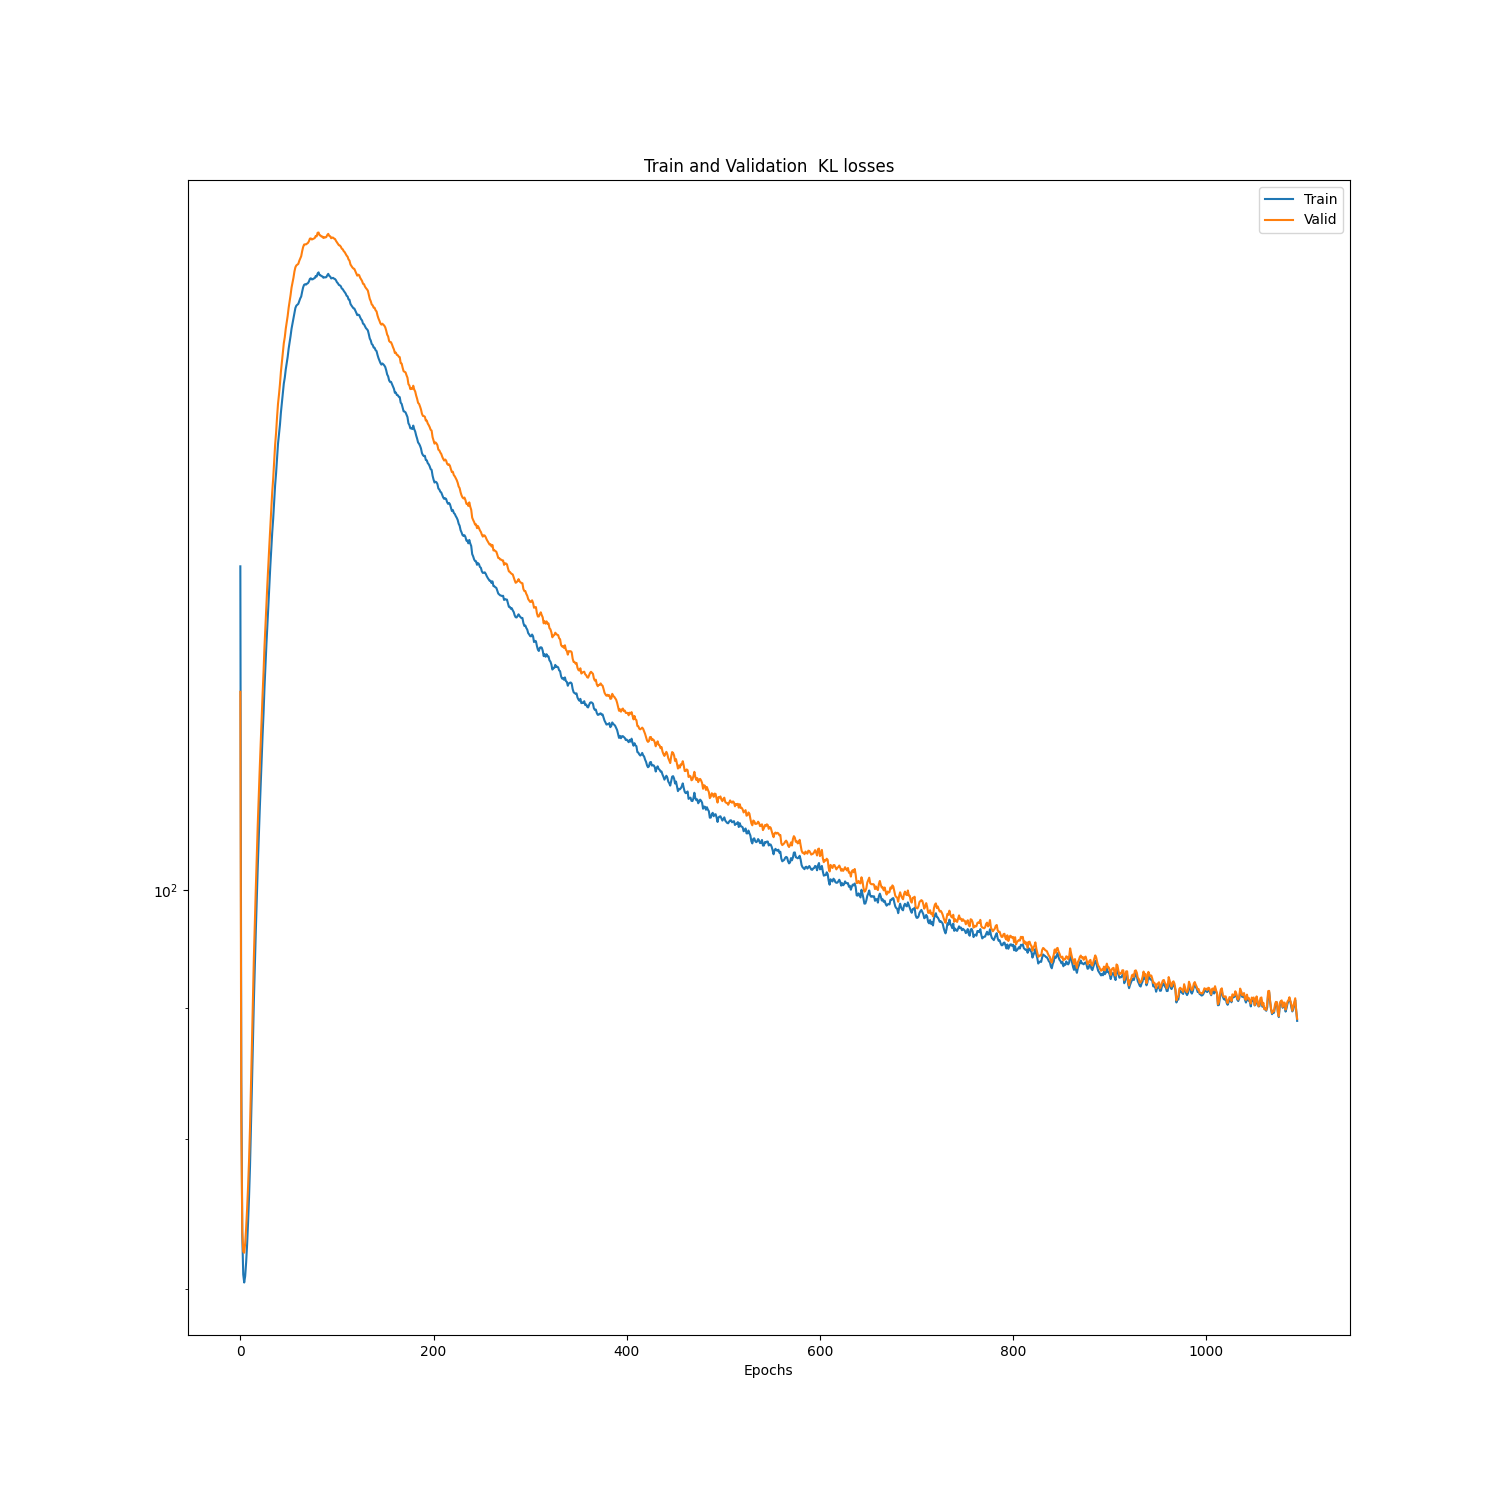 Train and Validation  KL losses
Train
Valid
10²
0 200 400 600 800 1000
Epochs